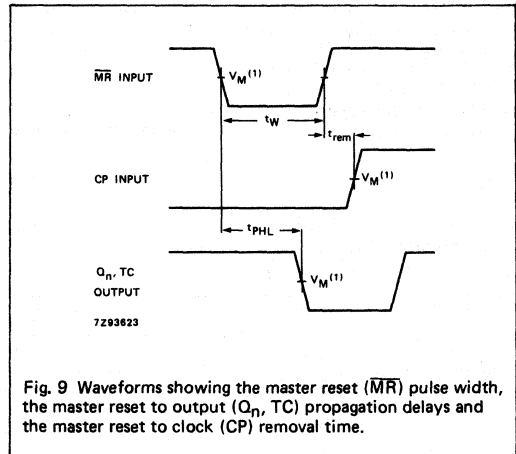 M̅R̅ INPUT
V_M^(1)
t_W
t_rem
CP INPUT
V_M^(1)
t_PHL
Q_n, TC
OUTPUT
V_M^(1)
7Z93623
Fig. 9 Waveforms showing the master reset (M̅R̅) pulse width,
the master reset to output (Q_n, TC) propagation delays and
the master reset to clock (CP) removal time.